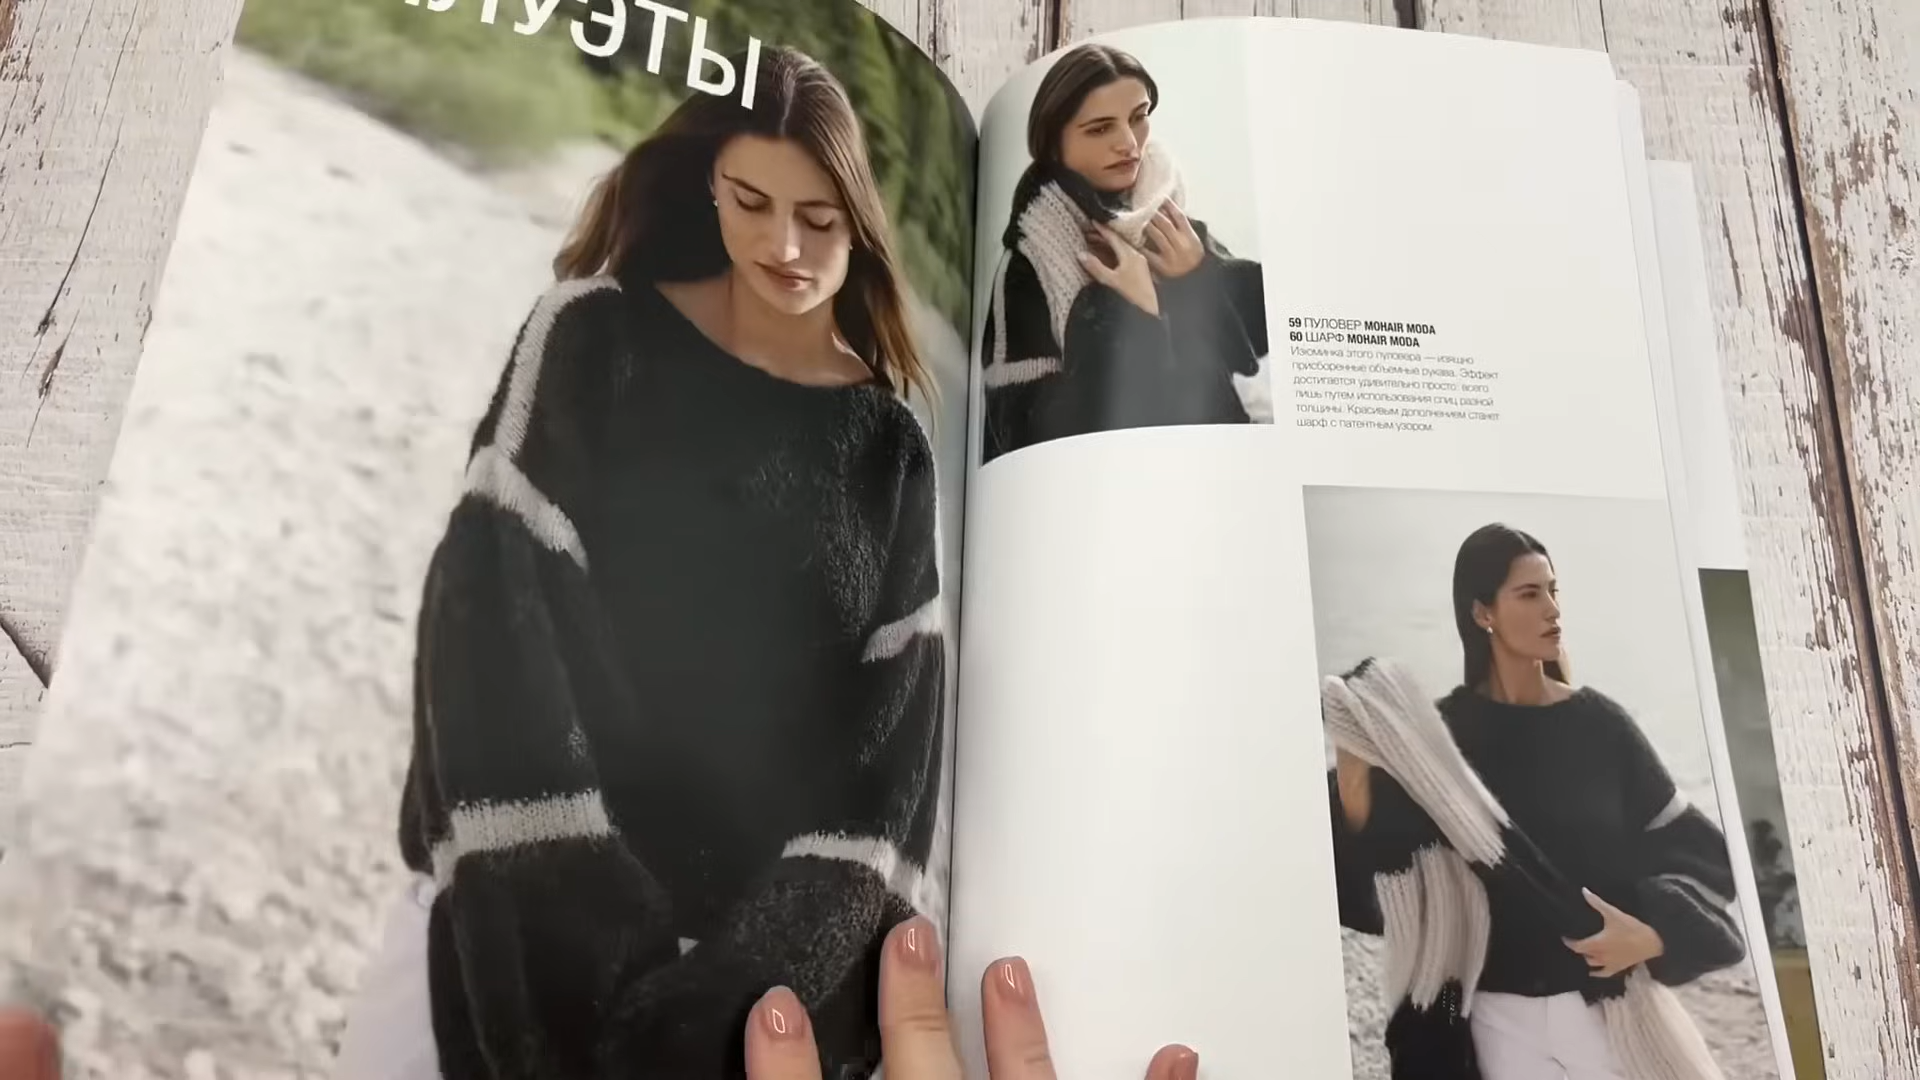 ЛУЭТЫ
59 ПУЛОВЕР MOHAIR MODA
60 ШАРФ MOHAIR MODA
Изюминка этого пуловера — изящно
присборенные объемные рукава. Эффект
достигается удивительно просто: всего
лишь путем использования спиц разной
толщины. Красивым дополнением станет
шарф с патентным узором.